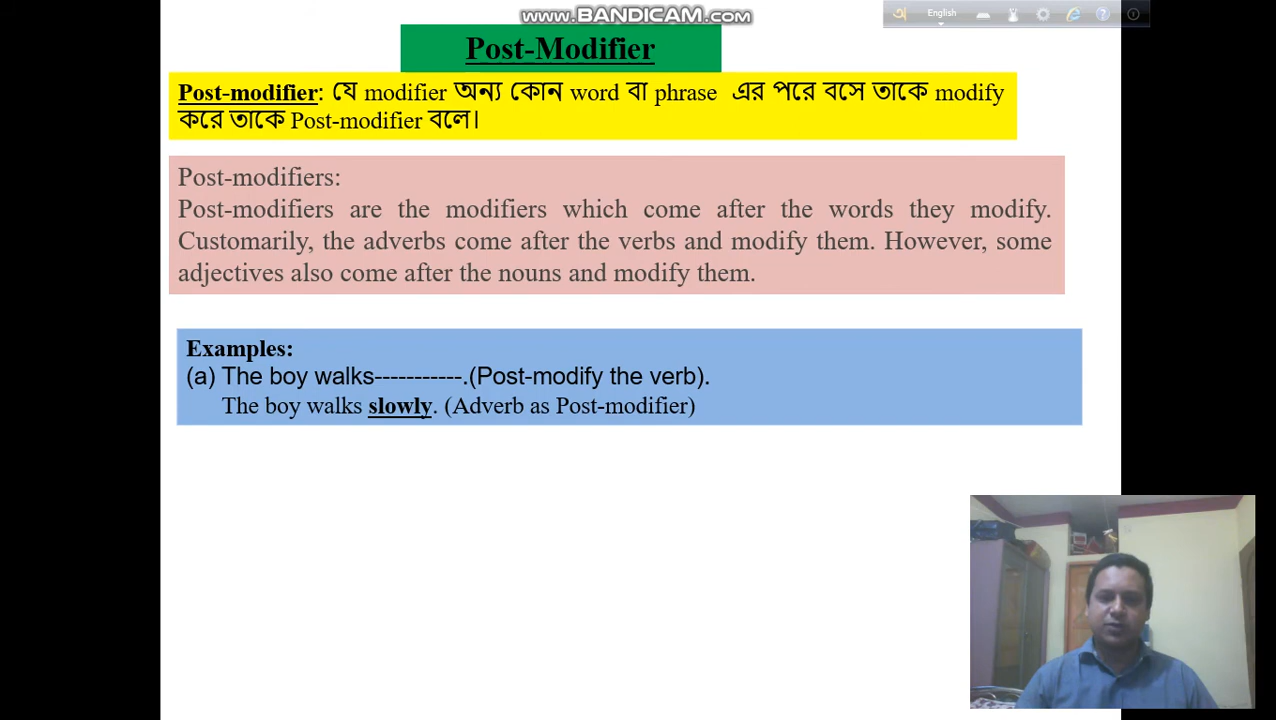 www.BANDICAM.com
অ English
Post-Modifier
Post-modifier: যে modifier অন্য কোন word বা phrase এর পরে বসে তাকে modify
করে তাকে Post-modifier বলে।
Post-modifiers:
Post-modifiers are the modifiers which come after the words they modify.
Customarily, the adverbs come after the verbs and modify them. However, some
adjectives also come after the nouns and modify them.
Examples:
(a) The boy walks-----------.(Post-modify the verb).
The boy walks slowly. (Adverb as Post-modifier)